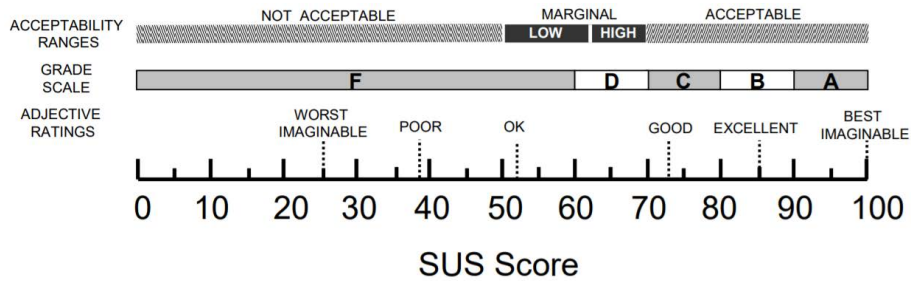 NOT ACCEPTABLE MARGINAL ACCEPTABLE
ACCEPTABILITY
RANGES
LOW HIGH
GRADE
SCALE
F D C B A
ADJECTIVE
RATINGS
WORST
IMAGINABLE
POOR
OK
GOOD
EXCELLENT
BEST
IMAGINABLE
0 10 20 30 40 50 60 70 80 90 100
SUS Score